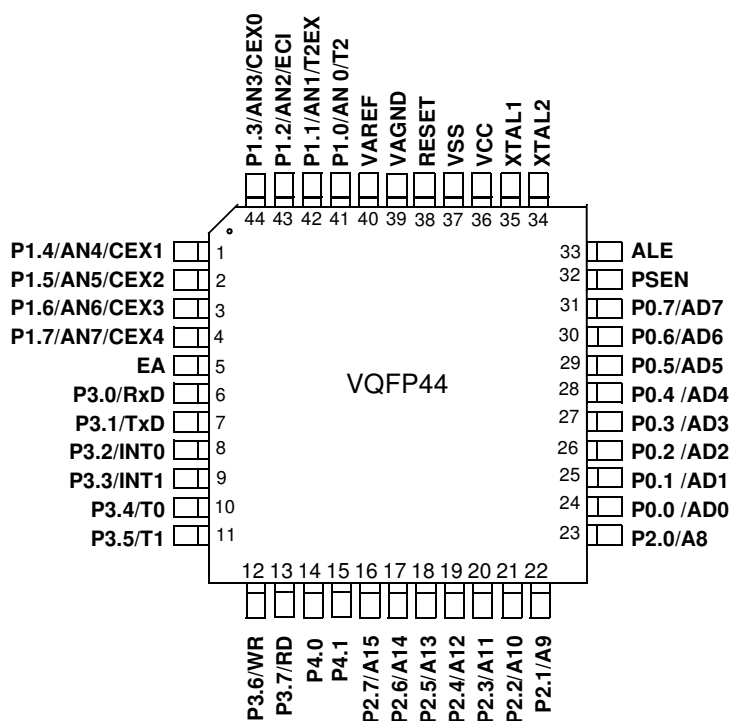 P1.3/AN3/CEX0
P1.2/AN2/ECI
P1.1/AN1/T2EX
P1.0/AN 0/T2
VAREF
VAGND
RESET
VSS
VCC
XTAL1
XTAL2
44 43 42 41 40 39 38 37 36 35 34
P1.4/AN4/CEX1 1
P1.5/AN5/CEX2 2
P1.6/AN6/CEX3 3
P1.7/AN7/CEX4 4
EA 5
P3.0/RxD 6
P3.1/TxD 7
P3.2/INT0 8
P3.3/INT1 9
P3.4/T0 10
P3.5/T1 11
VQFP44
33 ALE
32 PSEN
31 P0.7/AD7
30 P0.6/AD6
29 P0.5/AD5
28 P0.4 /AD4
27 P0.3 /AD3
26 P0.2 /AD2
25 P0.1 /AD1
24 P0.0 /AD0
23 P2.0/A8
12 13 14 15 16 17 18 19 20 21 22
P3.6/WR
P3.7/RD
P4.0
P4.1
P2.7/A15
P2.6/A14
P2.5/A13
P2.4/A12
P2.3/A11
P2.2/A10
P2.1/A9